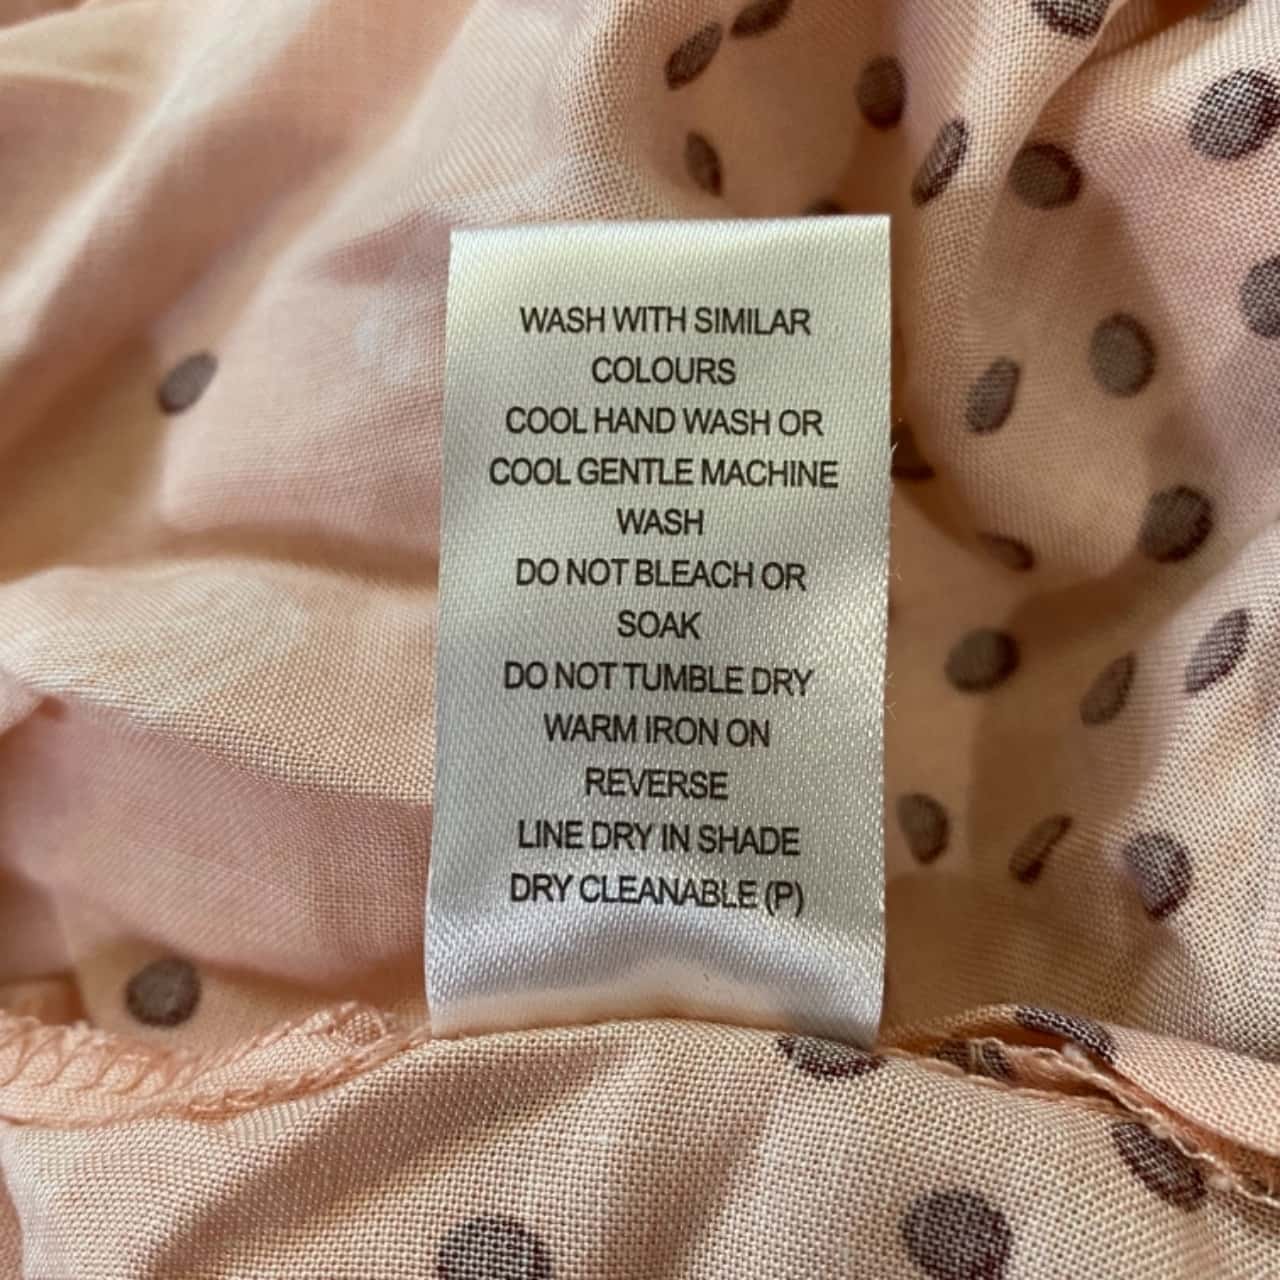 WASH WITH SIMILAR
COLOURS
COOL HAND WASH OR
COOL GENTLE MACHINE
WASH
DO NOT BLEACH OR
SOAK
DO NOT TUMBLE DRY
WARM IRON ON
REVERSE
LINE DRY IN SHADE
DRY CLEANABLE (P)